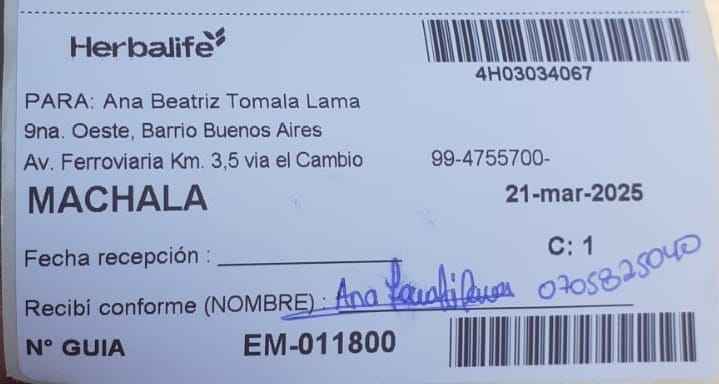 Herbalife
4H03034067
PARA: Ana Beatriz Tomala Lama
9na. Oeste, Barrio Buenos Aires
Av. Ferroviaria Km. 3,5 via el Cambio 99-4755700-
MACHALA 21-mar-2025
C: 1
Fecha recepción :
Recibí conforme (NOMBRE) : Ana 0705825040
N° GUIA EM-011800